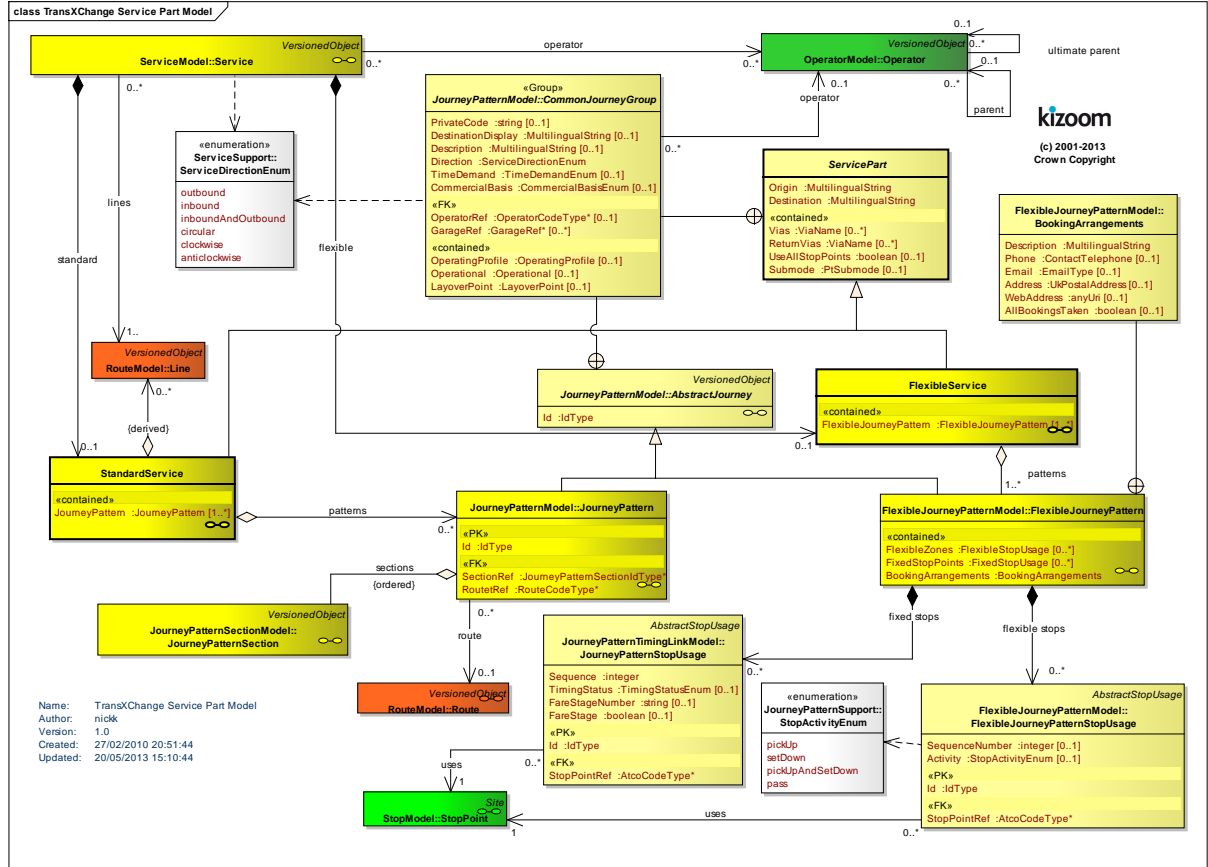 class TransXChange Service Part Model
VersionedObject
ServiceModel::Service
operator
0..*
0..*
VersionedObject
OperatorModel::Operator
0..1
0..*
ultimate parent
0..1
0..*
parent
0..1
operator
0..*
kizoom
(c) 2001-2013
Crown Copyright
0..*
«Group»
JourneyPatternModel::CommonJourneyGroup
PrivateCode :string [0..1]
DestinationDisplay :MultilingualString [0..1]
Description :MultilingualString [0..1]
Direction :ServiceDirectionEnum
TimeDemand :TimeDemandEnum [0..1]
CommercialBasis :CommercialBasisEnum [0..1]
«FK»
OperatorRef :OperatorCodeType* [0..1]
GarageRef :GarageRef* [0..*]
«contained»
OperatingProfile :OperatingProfile [0..1]
Operational :Operational [0..1]
LayoverPoint :LayoverPoint [0..1]
«enumeration»
ServiceSupport::
ServiceDirectionEnum
outbound
inbound
inboundAndOutbound
circular
clockwise
anticlockwise
ServicePart
Origin :MultilingualString
Destination :MultilingualString
«contained»
Vias :ViaName [0..*]
ReturnVias :ViaName [0..*]
UseAllStopPoints :boolean [0..1]
Submode :PtSubmode [0..1]
FlexibleJourneyPatternModel::
BookingArrangements
Description :MultilingualString
Phone :ContactTelephone [0..1]
Email :EmailType [0..1]
Address :UkPostalAddress[0..1]
WebAddress :anyUri [0..1]
AllBookingsTaken :boolean [0..1]
lines
standard
flexible
1..
VersionedObject
RouteModel::Line
0..*
{derived}
0..1
VersionedObject
JourneyPatternModel::AbstractJourney
Id :IdType
FlexibleService
«contained»
FlexibleJourneyPattern :FlexibleJourneyPattern [1..*]
0..1
patterns
1..*
StandardService
«contained»
JourneyPattern :JourneyPattern [1..*]
patterns
0..*
JourneyPatternModel::JourneyPattern
«PK»
Id :IdType
«FK»
SectionRef :JourneyPatternSectionIdType*
RoutetRef :RouteCodeType*
FlexibleJourneyPatternModel::FlexibleJourneyPattern
«contained»
FlexibleZones :FlexibleStopUsage [0..*]
FixedStopPoints :FixedStopUsage [0..*]
BookingArrangements :BookingArrangements
sections
{ordered}
VersionedObject
JourneyPatternSectionModel::
JourneyPatternSection
0..*
route
0..1
VersionedObject
RouteModel::Route
fixed stops
0..*
flexible stops
0..*
AbstractStopUsage
JourneyPatternTimingLinkModel::
JourneyPatternStopUsage
Sequence :integer
TimingStatus :TimingStatusEnum [0..1]
FareStageNumber :string [0..1]
FareStage :boolean [0..1]
«PK»
Id :IdType
«FK»
StopPointRef :AtcoCodeType*
«enumeration»
JourneyPatternSupport::
StopActivityEnum
pickUp
setDown
pickUpAndSetDown
pass
AbstractStopUsage
FlexibleJourneyPatternModel::
FlexibleJourneyPatternStopUsage
SequenceNumber :integer [0..1]
Activity :StopActivityEnum [0..1]
«PK»
Id :IdType
«FK»
StopPointRef :AtcoCodeType*
Name: TransXChange Service Part Model
Author: nickk
Version: 1.0
Created: 27/02/2010 20:51:44
Updated: 20/05/2013 15:10:44
uses
0..*
1
Site
StopModel::StopPoint
1
uses
0..*